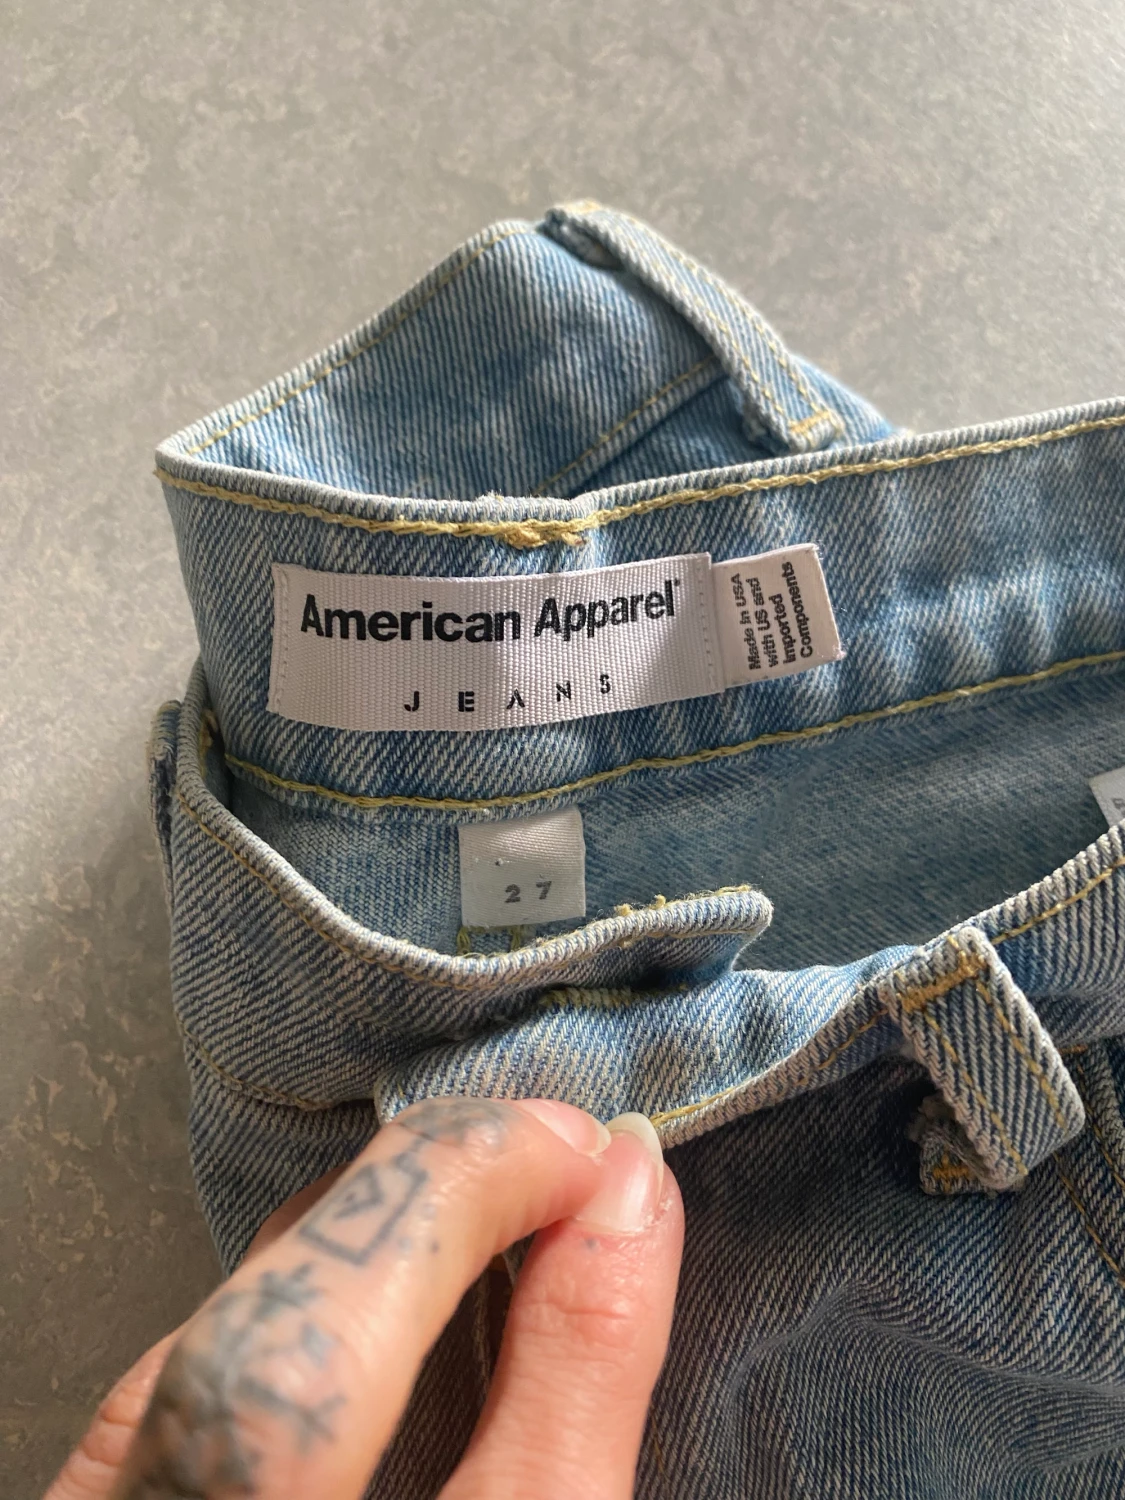 American Apparel
JEANS
Made in USA
with US and
Imported
Components
27